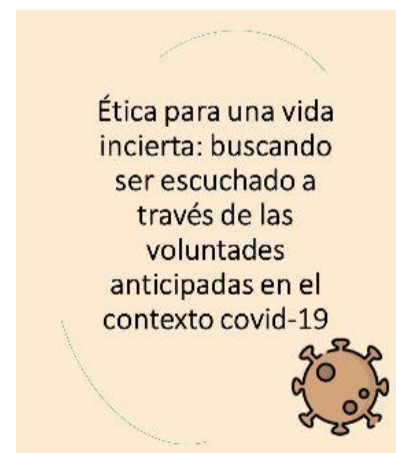 Ética para una vida
incierta: buscando
ser escuchado a
través de las
voluntades
anticipadas en el
contexto covid-19